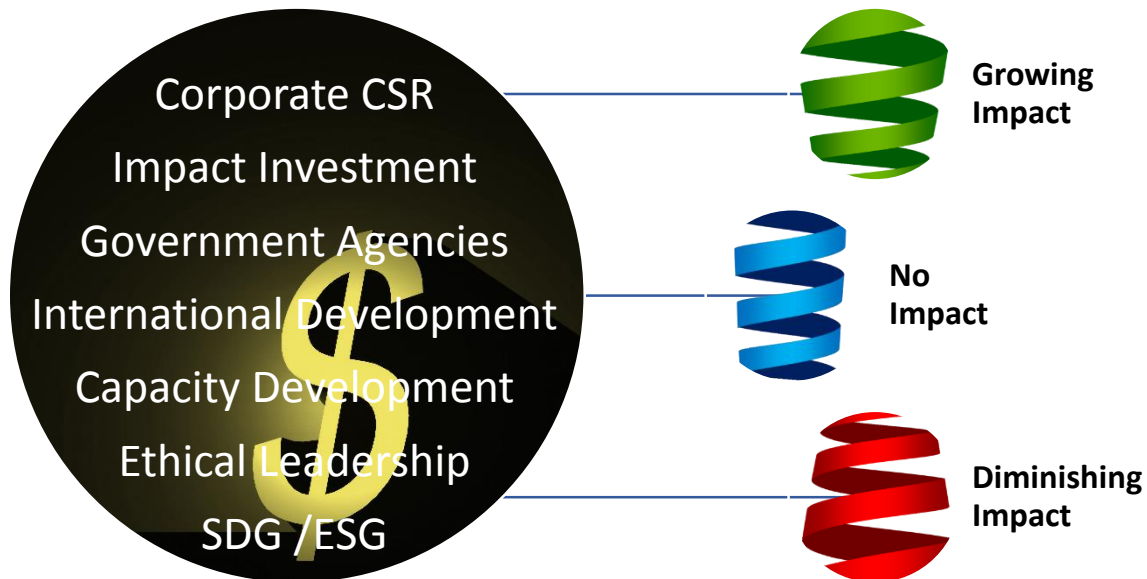 Corporate CSR
Impact Investment
Government Agencies
International Development
Capacity Development
Ethical Leadership
SDG /ESG
Growing
Impact
No
Impact
Diminishing
Impact